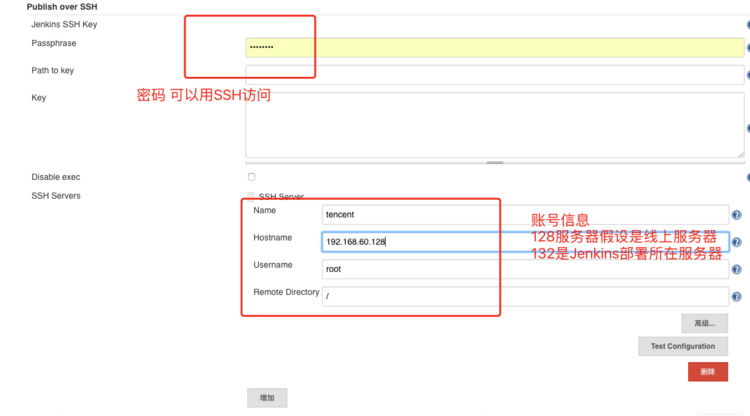 Publish over SSH
Jenkins SSH Key
Passphrase
••••••••
Path to key
密码 可以用SSH访问
Key
Disable exec
SSH Servers
SSH Server
Name
tencent
账号信息
Hostname
192.168.60.128
128服务器假设是线上服务器
132是Jenkins部署所在服务器
Username
root
Remote Directory
/
高级...
Test Configuration
删除
增加